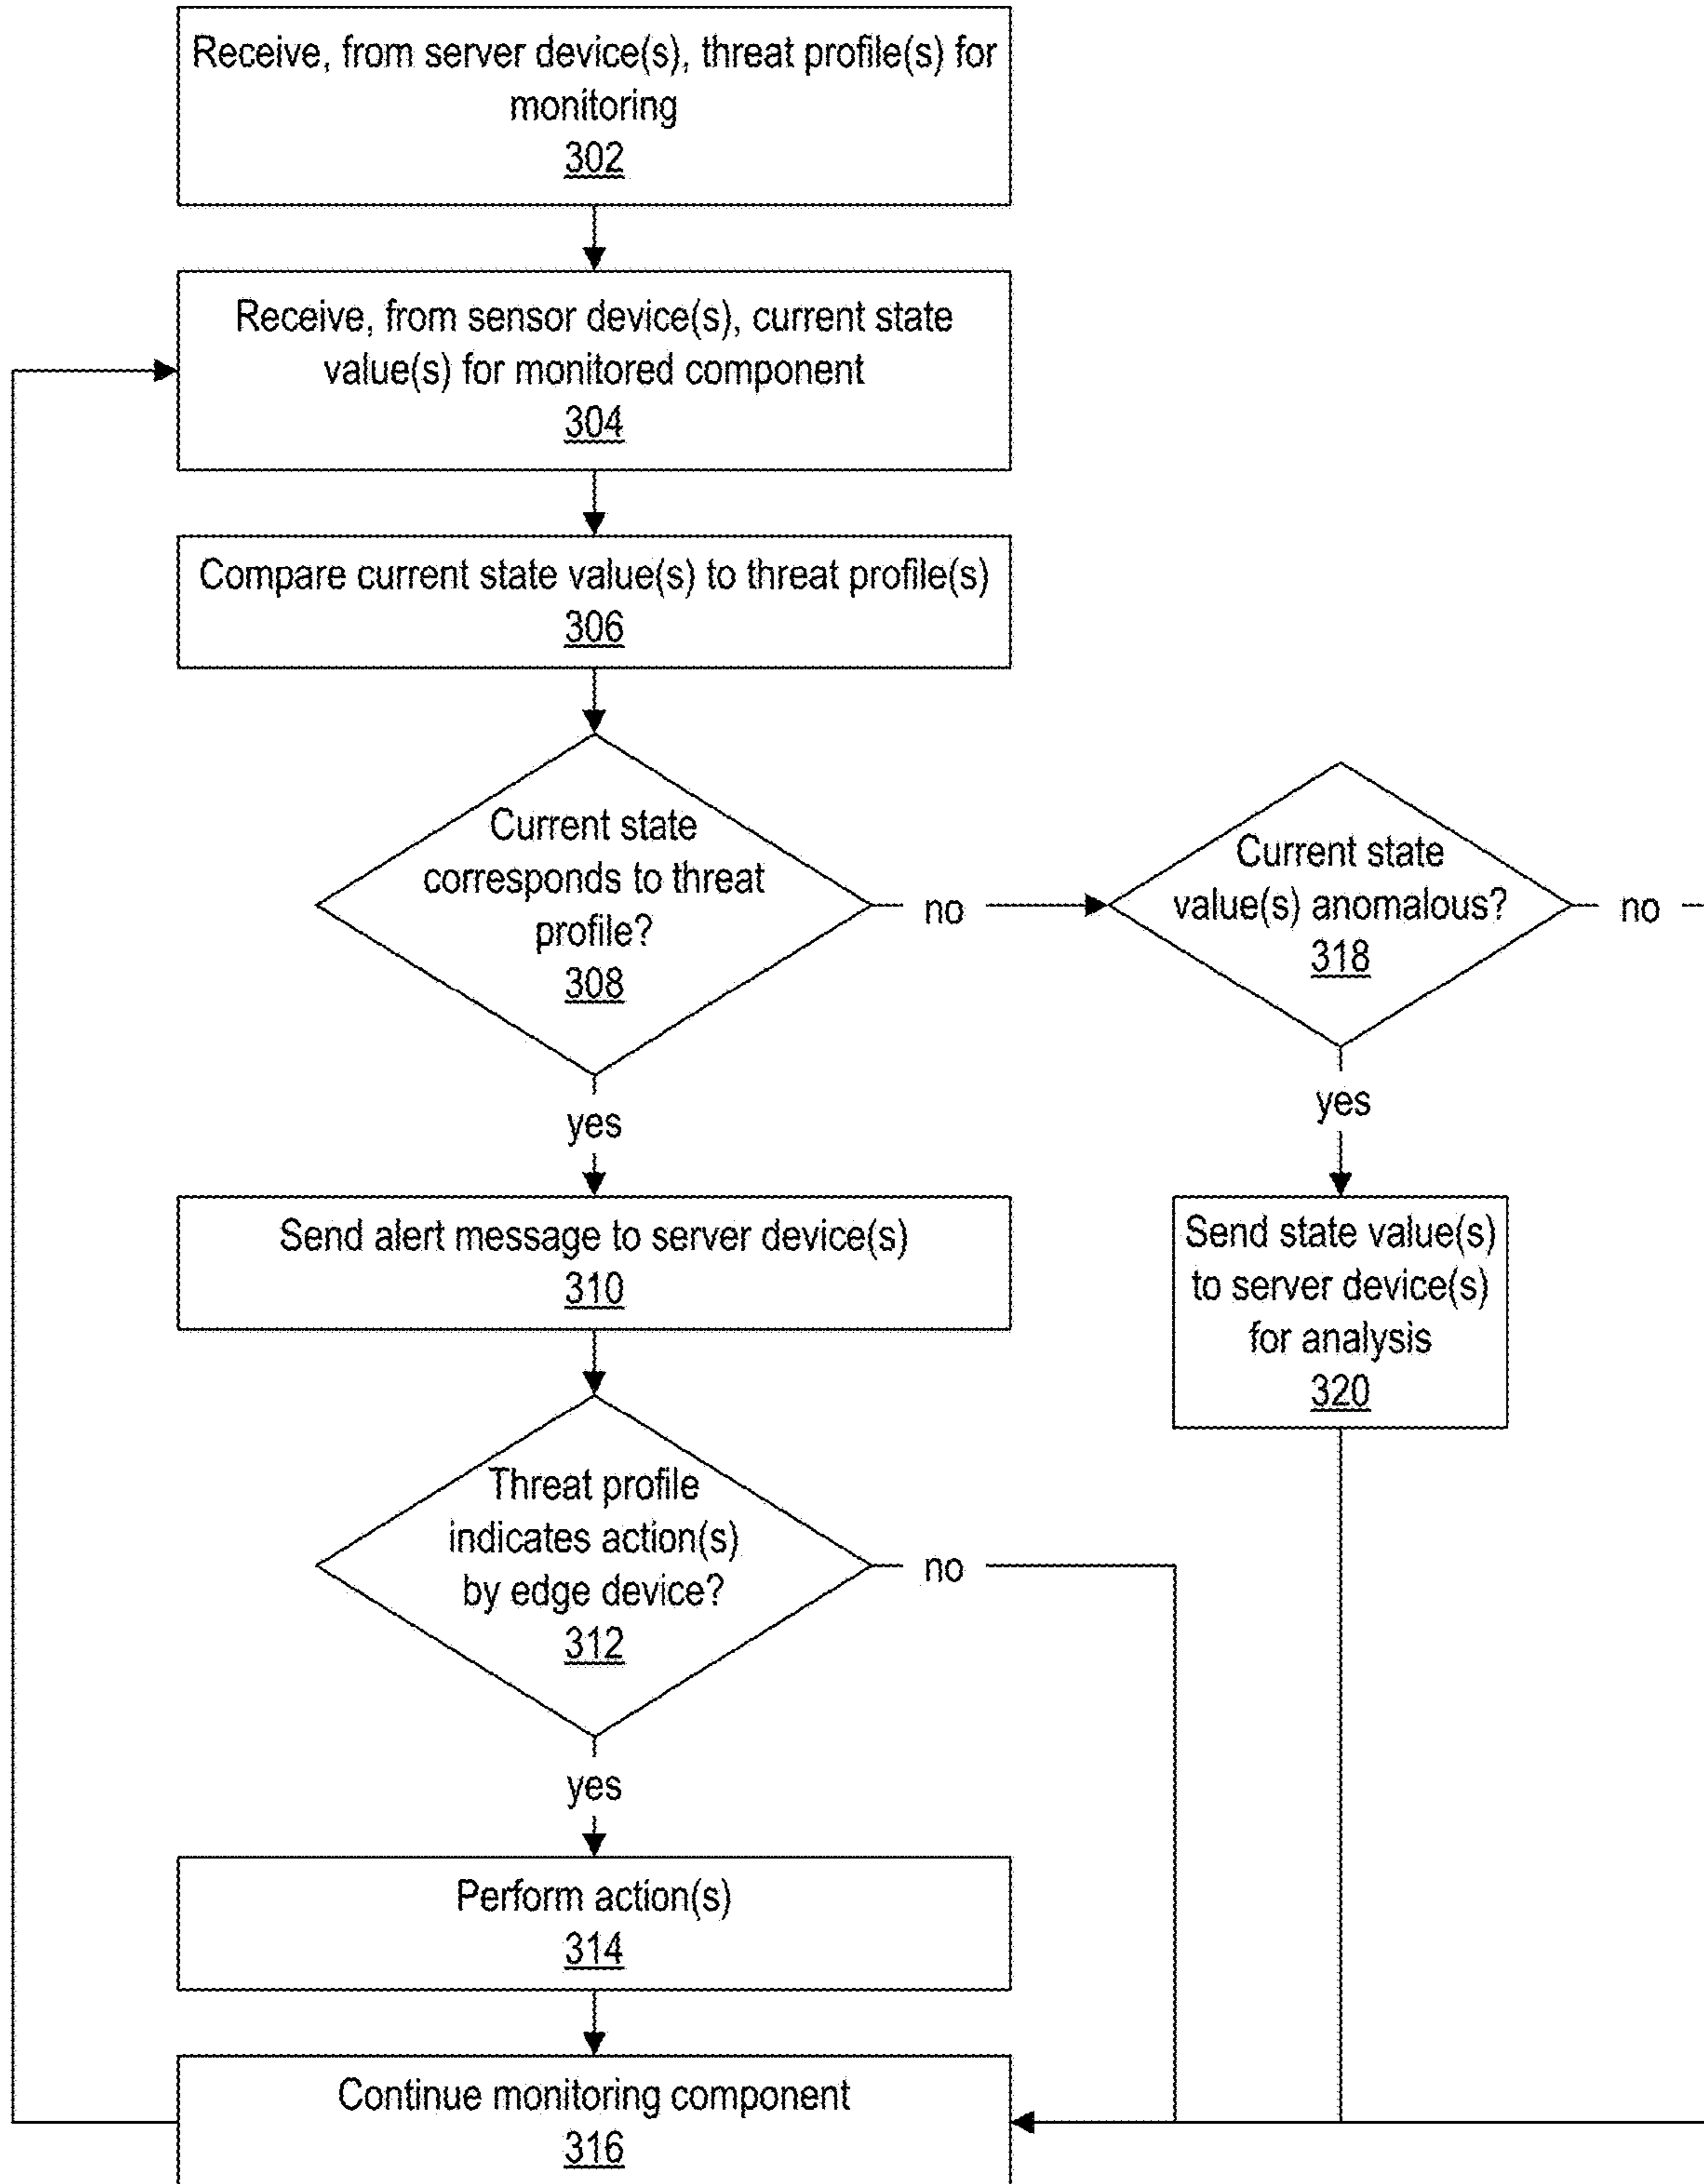 Receive, from server device(s), threat profile(s) for
monitoring
302
Receive, from sensor device(s), current state
value(s) for monitored component
304
Compare current state value(s) to threat profile(s)
306
Current state
corresponds to threat
profile?
308
no
Current state
value(s) anomalous?
318
no
yes
yes
Send alert message to server device(s)
310
Send state value(s)
to server device(s)
for analysis
320
Threat profile
indicates action(s)
by edge device?
312
no
yes
Perform action(s)
314
Continue monitoring component
316